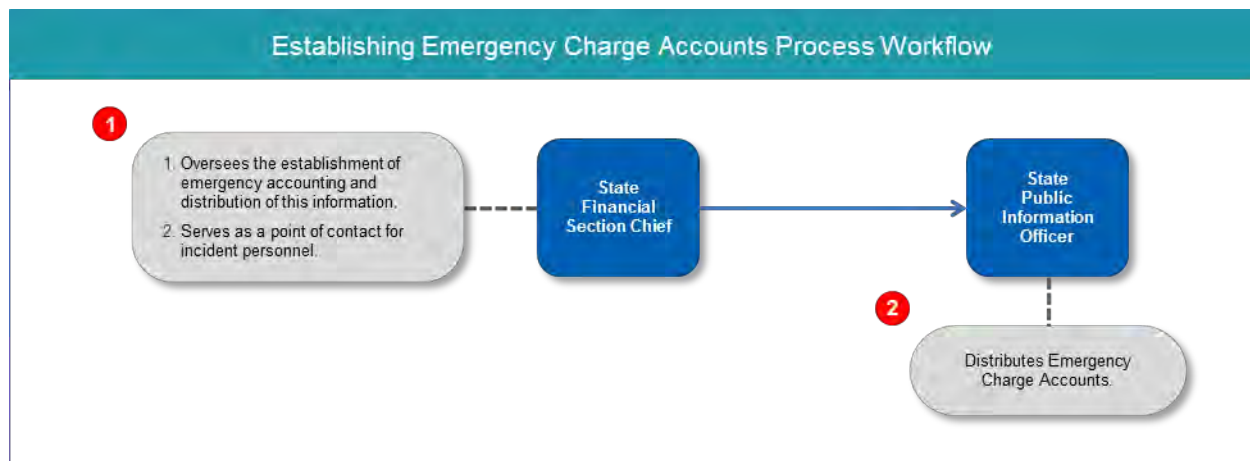 Establishing Emergency Charge Accounts Process Workflow
1
1. Oversees the establishment of
emergency accounting and
distribution of this information.
2. Serves as a point of contact for
incident personnel.
State
Financial
Section Chief
State
Public
Information
Officer
2
Distributes Emergency
Charge Accounts.